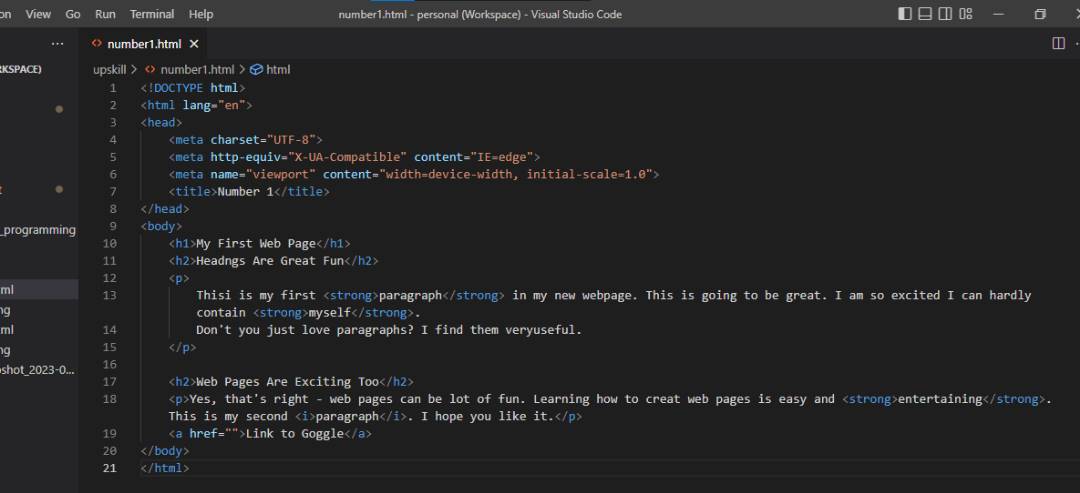 View Go Run Terminal Help number1.html - personal (Workspace) - Visual Studio Code
number1.html
upskill > number1.html > html
1 <!DOCTYPE html>
2 <html lang="en">
3 <head>
4 <meta charset="UTF-8">
5 <meta http-equiv="X-UA-Compatible" content="IE=edge">
6 <meta name="viewport" content="width=device-width, initial-scale=1.0">
7 <title>Number 1</title>
8 </head>
9 <body>
10 <h1>My First Web Page</h1>
11 <h2>Headngs Are Great Fun</h2>
12 <p>
13 Thisi is my first <strong>paragraph</strong> in my new webpage. This is going to be great. I am so excited I can hardly
contain <strong>myself</strong>.
14 Don't you just love paragraphs? I find them veryuseful.
15 </p>
16
17 <h2>Web Pages Are Exciting Too</h2>
18 <p>Yes, that's right - web pages can be lot of fun. Learning how to creat web pages is easy and <strong>entertaining</strong>.
This is my second <i>paragraph</i>. I hope you like it.</p>
19 <a href="">Link to Goggle</a>
20 </body>
21 </html>
_programming